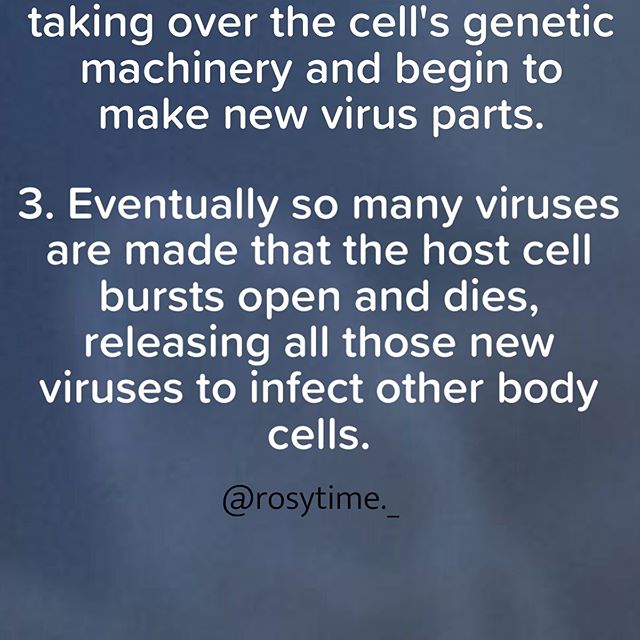 taking over the cell's genetic
machinery and begin to
make new virus parts.
3. Eventually so many viruses
are made that the host cell
bursts open and dies,
releasing all those new
viruses to infect other body
cells.
@rosytime._